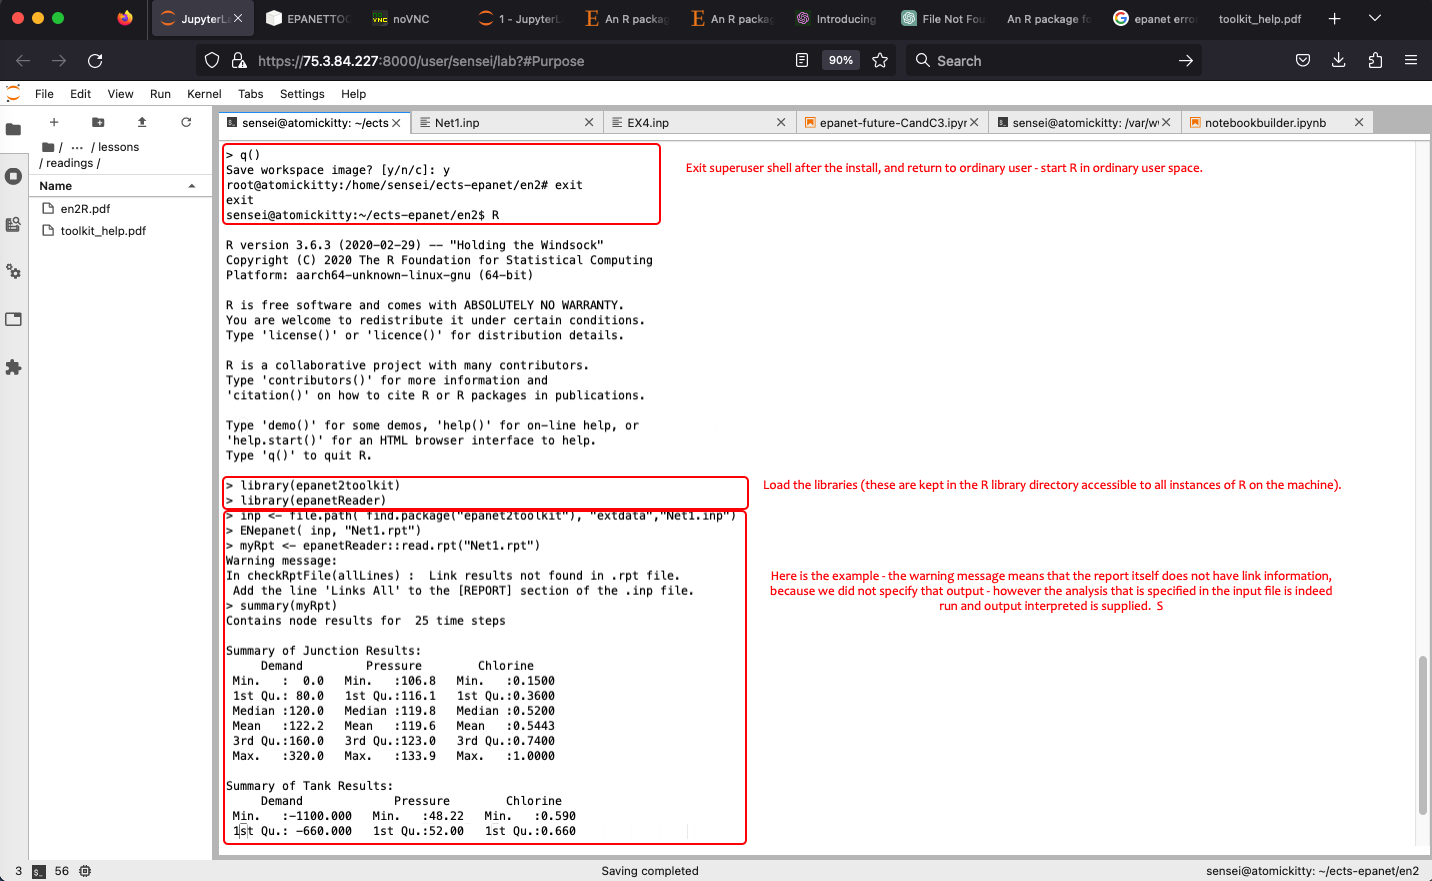 JupyterL
EPANETTOO
noVNC
1 - JupyterL
An R packag
An R packag
Introducing
File Not Fou
An R package fo
epanet erro
toolkit_help.pdf
https://75.3.84.227:8000/user/sensei/lab?#Purpose
90%
Search
File Edit View Run Kernel Tabs Settings Help
/ ... / lessons
/ readings /
Name
en2R.pdf
toolkit_help.pdf
sensei@atomickitty: ~/ects
Net1.inp
EX4.inp
epanet-future-CandC3.ipyr
sensei@atomickitty: /var/w
notebookbuilder.ipynb
> q()
Save workspace image? [y/n/c]: y
root@atomickitty:/home/sensei/ects-epanet/en2# exit
exit
sensei@atomickitty:~/ects-epanet/en2$ R
Exit superuser shell after the install, and return to ordinary user - start R in ordinary user space.
R version 3.6.3 (2020-02-29) -- "Holding the Windsock"
Copyright (C) 2020 The R Foundation for Statistical Computing
Platform: aarch64-unknown-linux-gnu (64-bit)
R is free software and comes with ABSOLUTELY NO WARRANTY.
You are welcome to redistribute it under certain conditions.
Type 'license()' or 'licence()' for distribution details.
R is a collaborative project with many contributors.
Type 'contributors()' for more information and
'citation()' on how to cite R or R packages in publications.
Type 'demo()' for some demos, 'help()' for on-line help, or
'help.start()' for an HTML browser interface to help.
Type 'q()' to quit R.
> library(epanet2toolkit)
> library(epanetReader)
Load the libraries (these are kept in the R library directory accessible to all instances of R on the machine).
> inp <- file.path( find.package("epanet2toolkit"), "extdata","Net1.inp")
> ENepanet( inp, "Net1.rpt")
> myRpt <- epanetReader::read.rpt("Net1.rpt")
Warning message:
In checkRptFile(allLines) :  Link results not found in .rpt file.
 Add the line 'Links All' to the [REPORT] section of the .inp file.
> summary(myRpt)
Contains node results for  25 time steps
Here is the example - the warning message means that the report itself does not have link information,
because we did not specify that output - however the analysis that is specified in the input file is indeed
run and output interpreted is supplied.  S
Summary of Junction Results:
     Demand         Pressure        Chlorine
 Min.   :  0.0   Min.   :106.8   Min.   :0.1500
 1st Qu.: 80.0   1st Qu.:116.1   1st Qu.:0.3600
 Median :120.0   Median :119.8   Median :0.5200
 Mean   :122.2   Mean   :119.6   Mean   :0.5443
 3rd Qu.:160.0   3rd Qu.:123.0   3rd Qu.:0.7400
 Max.   :320.0   Max.   :133.9   Max.   :1.0000
Summary of Tank Results:
     Demand             Pressure        Chlorine
 Min.   :-1100.000   Min.   :48.22   Min.   :0.590
 1st Qu.: -660.000   1st Qu.:52.00   1st Qu.:0.660
3
56
Saving completed
sensei@atomickitty: ~/ects-epanet/en2